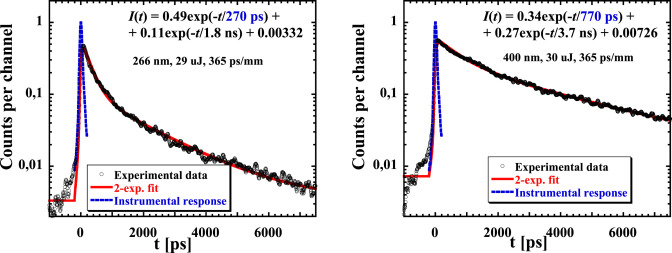 I(t) = 0.49exp(-t/270 ps) +
+ 0.11exp(-t/1.8 ns) + 0.00332
266 nm, 29 uJ, 365 ps/mm
Counts per channel
1
0,1
0,01
Experimental data
2-exp. fit
Instrumental response
0 2000 4000 6000
t [ps]
I(t) = 0.34exp(-t/770 ps) +
+ 0.27exp(-t/3.7 ns) + 0.00726
400 nm, 30 uJ, 365 ps/mm
Counts per channel
1
0,1
0,01
Experimental data
2-exp. fit
Instrumental response
0 2000 4000 6000
t [ps]